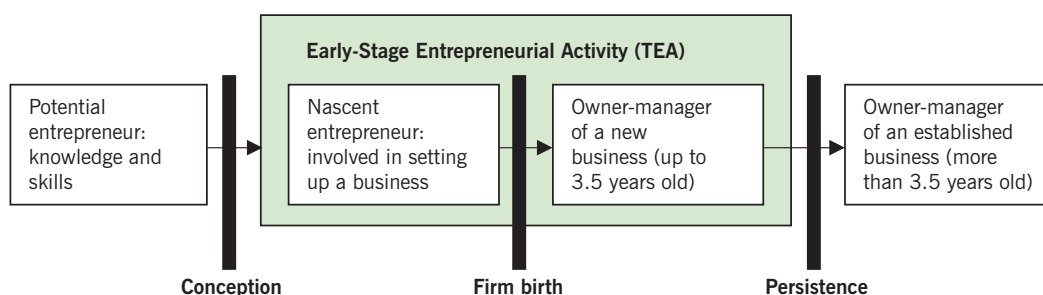 Early-Stage Entrepreneurial Activity (TEA)
Potential
entrepreneur:
knowledge and
skills
Nascent
entrepreneur:
involved in setting
up a business
Owner-manager
of a new
business (up to
3.5 years old)
Owner-manager
of an established
business (more
than 3.5 years old)
Conception
Firm birth
Persistence